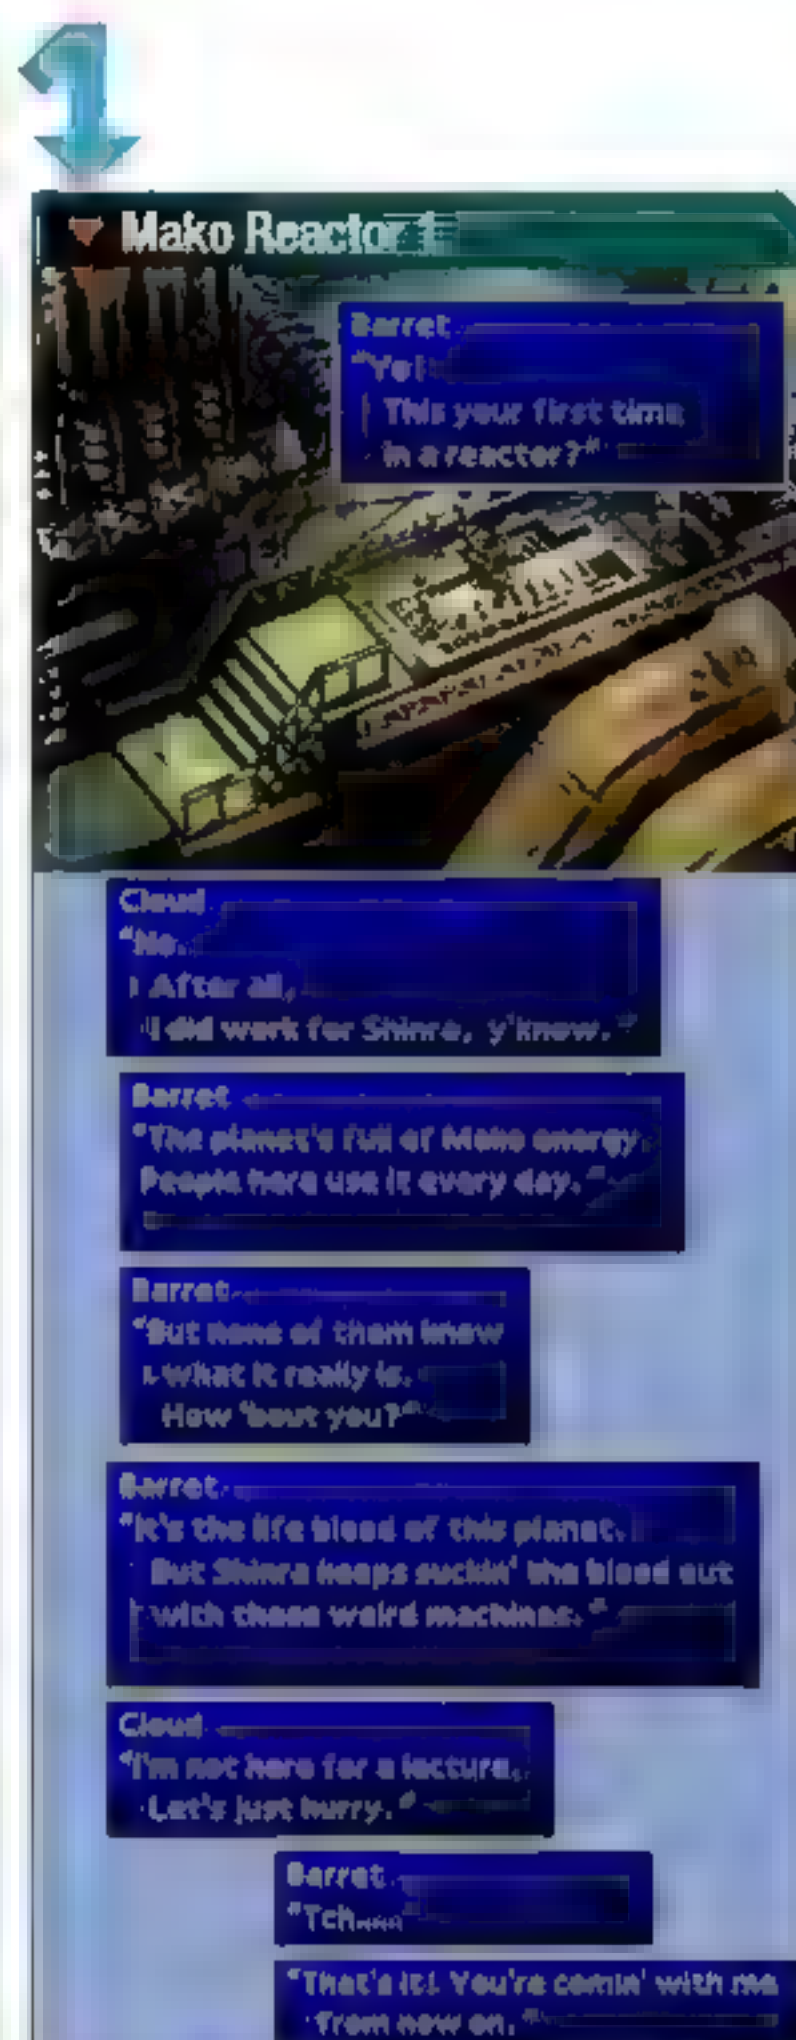 1
Mako Reactor 1
Barret
"Yo!
This your first time
in a reactor?"
Cloud
"No.
After all,
I did work for Shinra, y'know."
Barret
"The planet's full of Mako energy.
People here use it every day."
Barret
"But none of them know
what it really is.
How 'bout you?"
Barret
"It's the life blood of this planet.
But Shinra keeps suckin' the blood out
with these weird machines."
Cloud
"I'm not here for a lecture.
Let's just hurry."
Barret
"Tch......
"That's it! You're comin' with me
from now on."